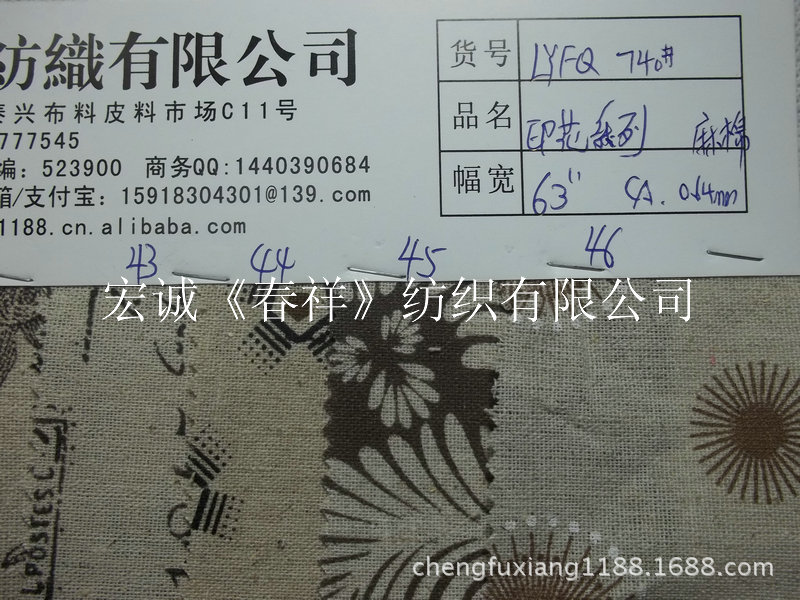 纺織有限公司
泰兴布料皮料市场C11号
777545
编: 523900 商务QQ:1440390684
箱/支付宝: 15918304301@139.com
1188.cn.alibaba.com
货号 LYFQ 740#
品名 印花系列 麻棉
幅宽 63"
43 44 45 46
宏诚《春祥》纺织有限公司
POSTES
chengfuxiang1188.1688.com